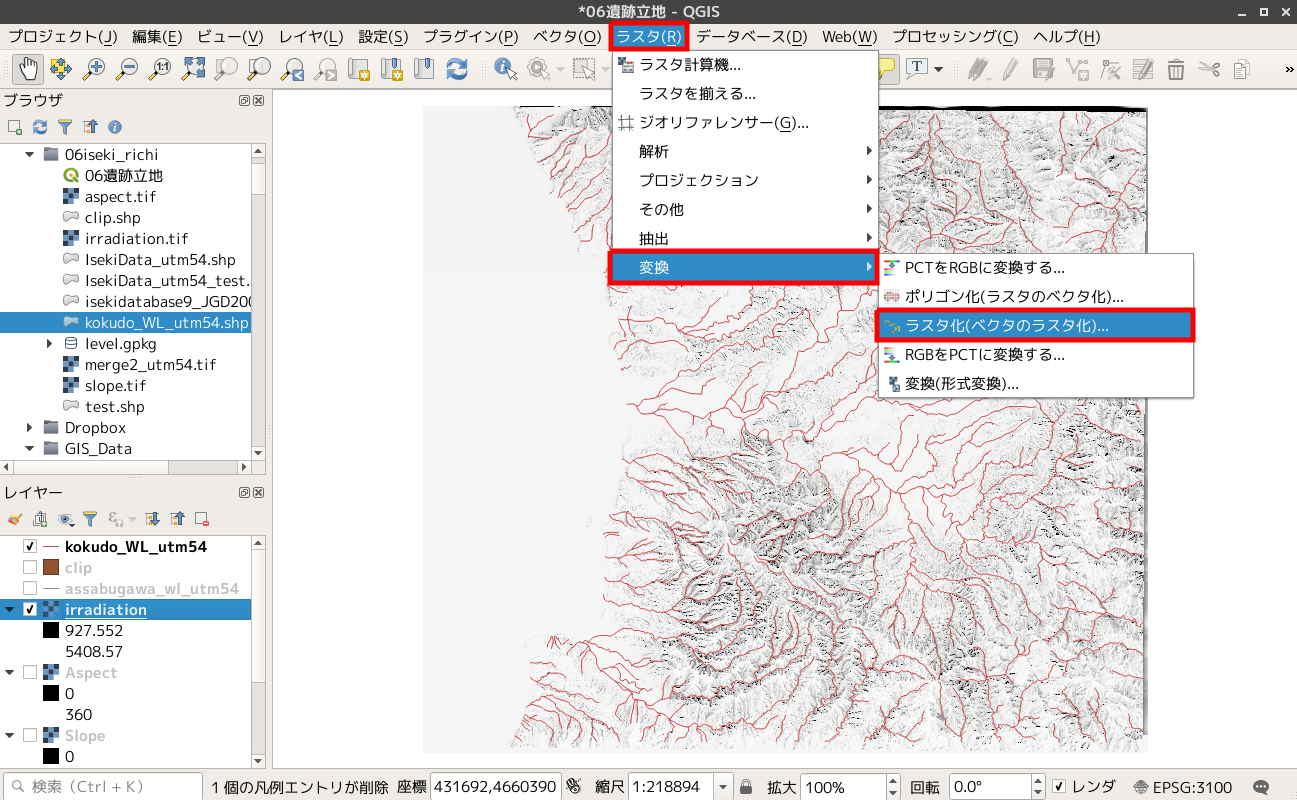 *06遺跡立地 - QGIS
プロジェクト(J) 編集(E) ビュー(V) レイヤ(L) 設定(S) プラグイン(P) ベクタ(O) ラスタ(R) データベース(D) Web(W) プロセッシング(C) ヘルプ(H)
ラスタ計算機...
ラスタを揃える...
ジオリファレンサー(G)...
解析
プロジェクション
その他
抽出
変換
PCTをRGBに変換する...
ポリゴン化(ラスタのベクタ化)...
ラスタ化(ベクタのラスタ化)...
RGBをPCTに変換する...
変換(形式変換)...
ブラウザ
06iseki_richi
06遺跡立地
aspect.tif
clip.shp
irradiation.tif
IsekiData_utm54.shp
IsekiData_utm54_test.
isekidatabase9_JGD200
kokudo_WL_utm54.shp
level.gpkg
merge2_utm54.tif
slope.tif
test.shp
Dropbox
GIS_Data
レイヤー
kokudo_WL_utm54
clip
assabugawa_wl_utm54
irradiation
927.552
5408.57
Aspect
0
360
Slope
0
検索 (Ctrl + K) 1 個の凡例エントリが削除 座標 431692,4660390 縮尺 1:218894 拡大 100% 回転 0.0° レンダ EPSG:3100